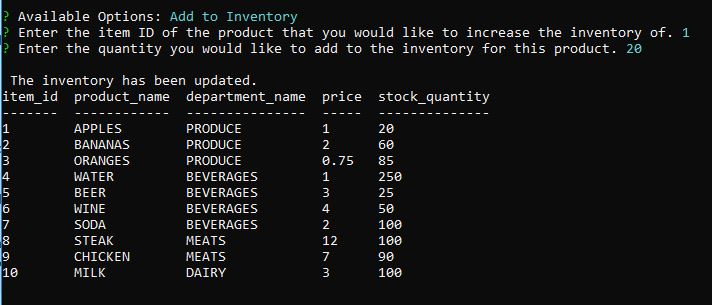 ? Available Options: Add to Inventory
? Enter the item ID of the product that you would like to increase the inventory of. 1
? Enter the quantity you would like to add to the inventory for this product. 20
The inventory has been updated.
item_id  product_name  department_name  price  stock_quantity
-------  ------------  ---------------  -----  --------------
1        APPLES        PRODUCE          1      20
2        BANANAS       PRODUCE          2      60
3        ORANGES       PRODUCE          0.75   85
4        WATER         BEVERAGES        1      250
5        BEER          BEVERAGES        3      25
6        WINE          BEVERAGES        4      50
7        SODA          BEVERAGES        2      100
8        STEAK         MEATS            12     100
9        CHICKEN       MEATS            7      90
10       MILK          DAIRY            3      100